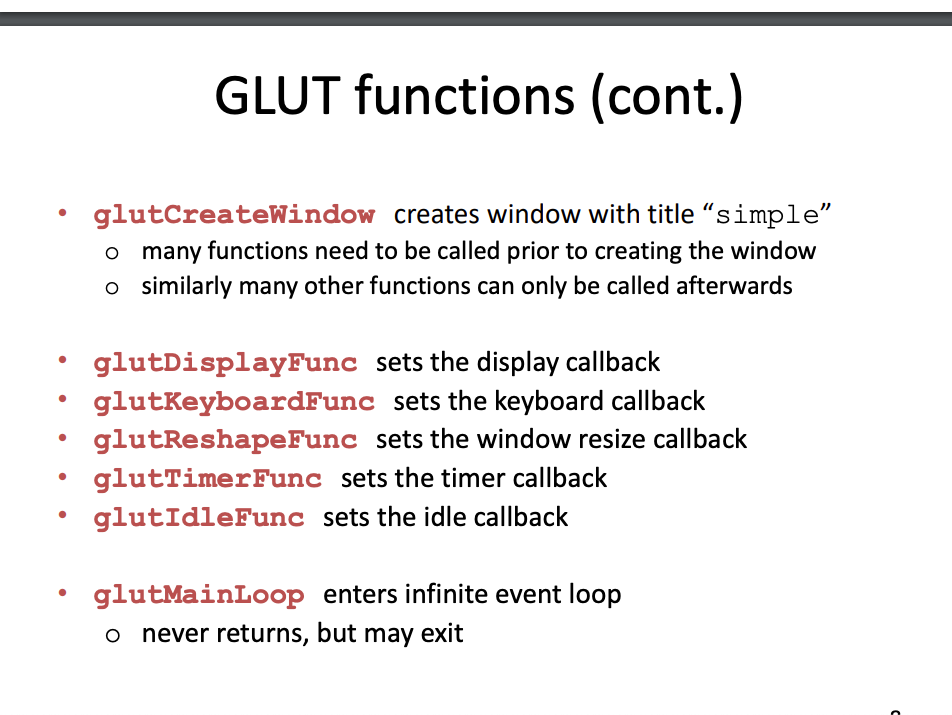 GLUT functions (cont.)
• glutCreateWindow creates window with title “simple”
o many functions need to be called prior to creating the window
o similarly many other functions can only be called afterwards
• glutDisplayFunc sets the display callback
• glutKeyboardFunc sets the keyboard callback
• glutReshapeFunc sets the window resize callback
• glutTimerFunc sets the timer callback
• glutIdleFunc sets the idle callback
• glutMainLoop enters infinite event loop
o never returns, but may exit